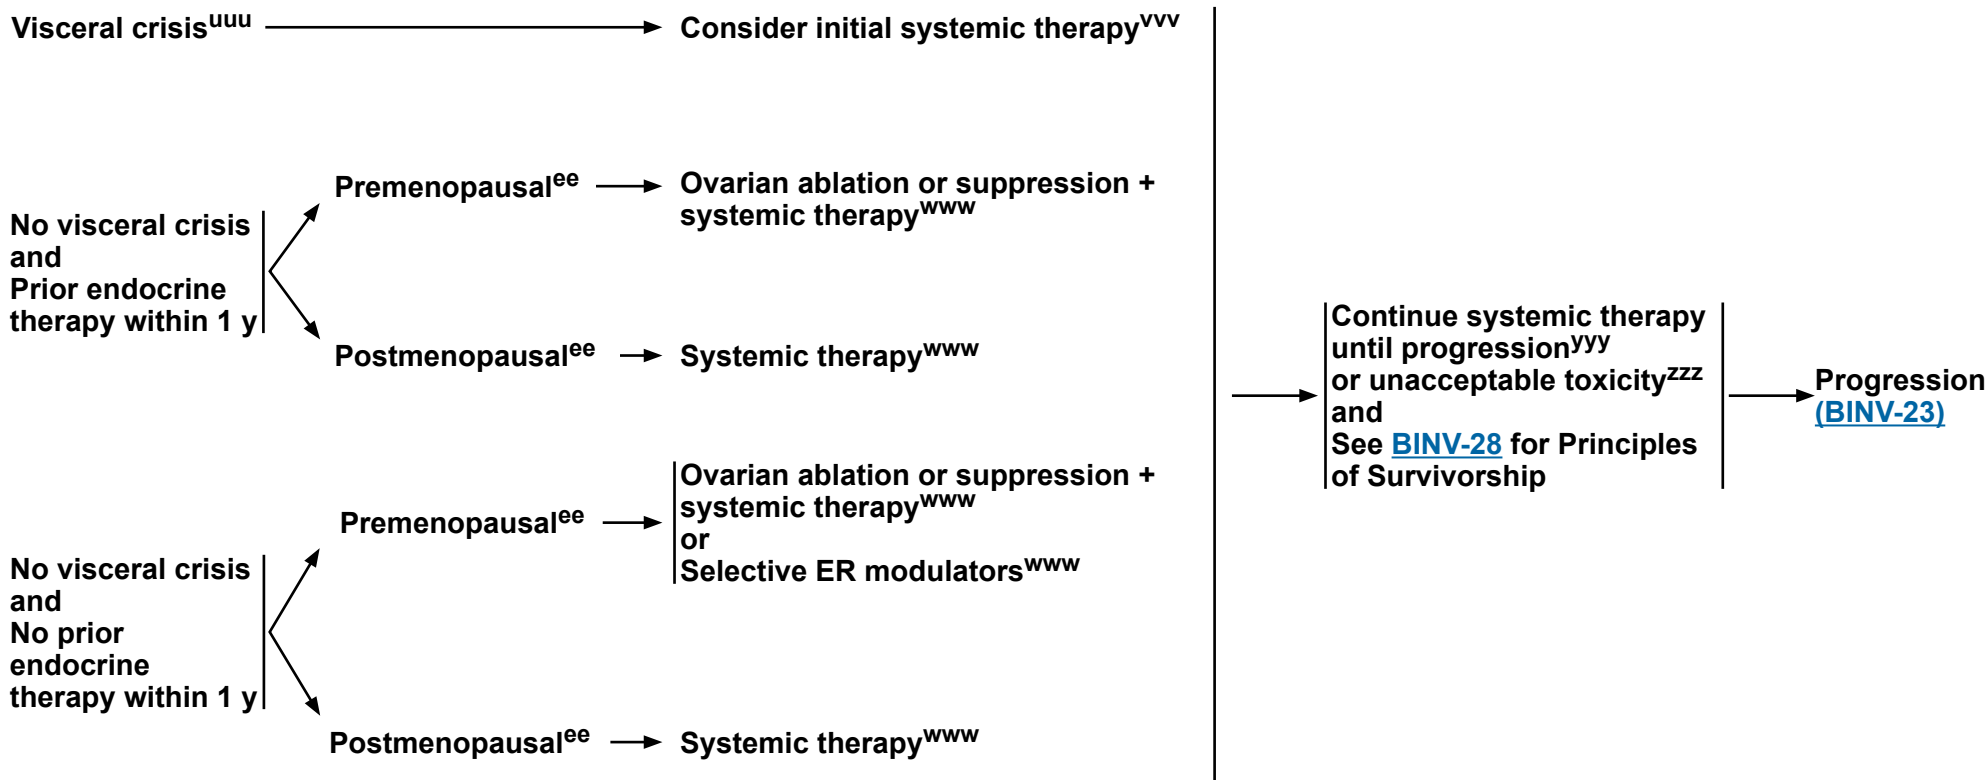 Visceral crisisuuu
Consider initial systemic therapyvvv
No visceral crisis
and
Prior endocrine
therapy within 1 y
Premenopausalee
Ovarian ablation or suppression +
systemic therapywww
Postmenopausalee
Systemic therapywww
No visceral crisis
and
No prior
endocrine
therapy within 1 y
Premenopausalee
Ovarian ablation or suppression +
systemic therapywww
or
Selective ER modulatorswww
Postmenopausalee
Systemic therapywww
Continue systemic therapy
until progressionyyy
or unacceptable toxicityzzz
and
See BINV-28 for Principles
of Survivorship
Progression
(BINV-23)